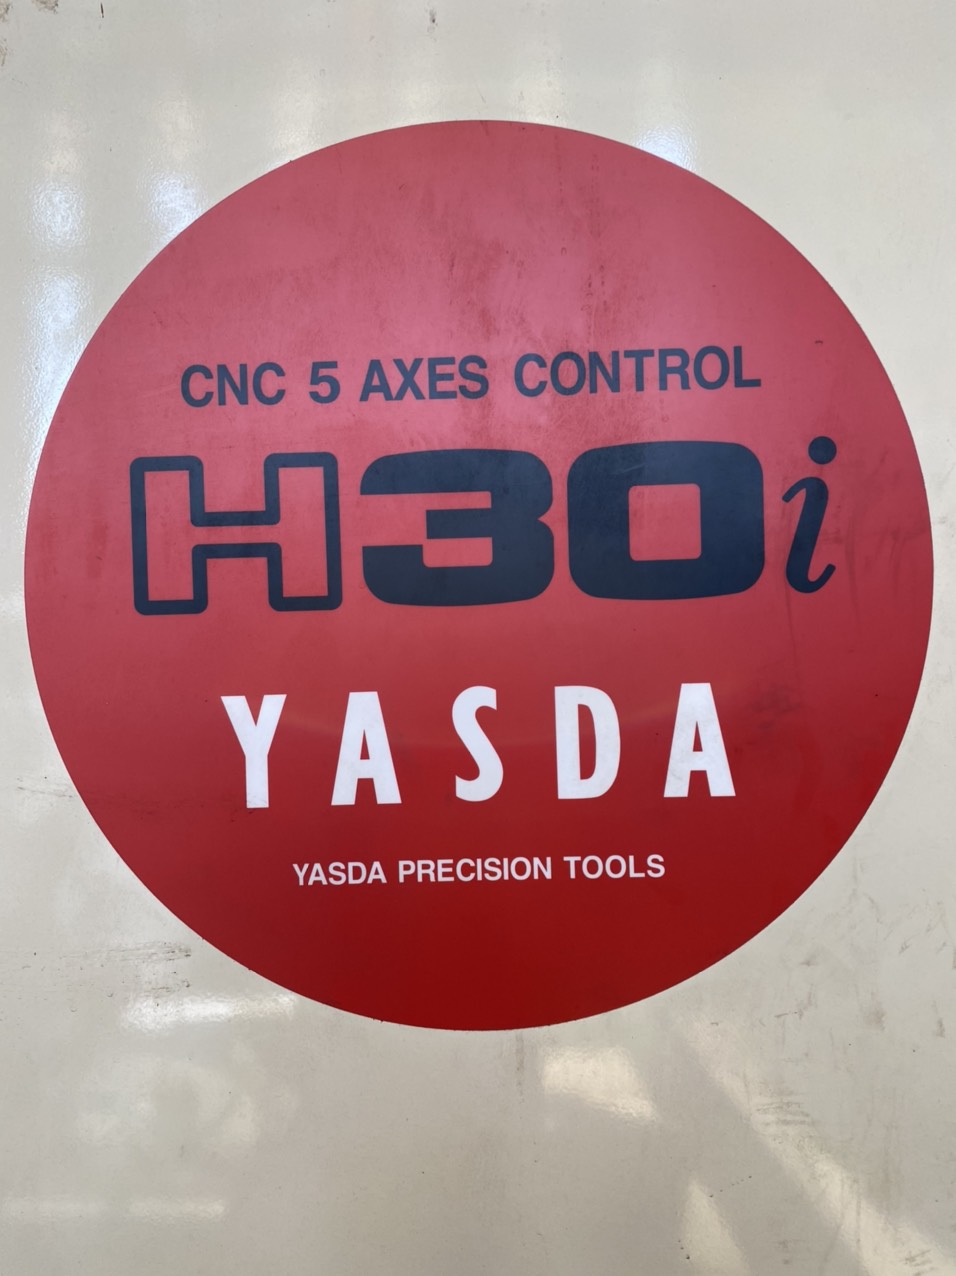 CNC 5 AXES CONTROL
H30i
YASDA
YASDA PRECISION TOOLS